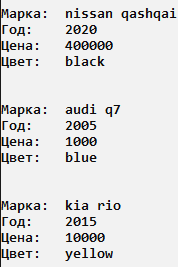 Марка: nissan qashqai
Год: 2020
Цена: 400000
Цвет: black
Марка: audi q7
Год: 2005
Цена: 1000
Цвет: blue
Марка: kia rio
Год: 2015
Цена: 10000
Цвет: yellow